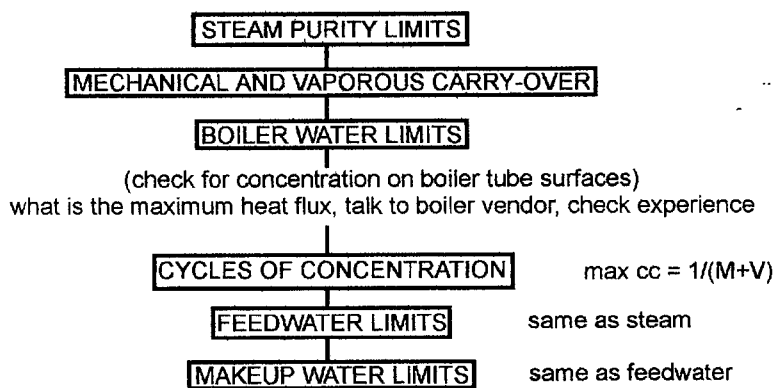 STEAM PURITY LIMITS
MECHANICAL AND VAPOROUS CARRY-OVER
BOILER WATER LIMITS
(check for concentration on boiler tube surfaces)
what is the maximum heat flux, talk to boiler vendor, check experience
CYCLES OF CONCENTRATION max cc = 1/(M+V)
FEEDWATER LIMITS same as steam
MAKEUP WATER LIMITS same as feedwater